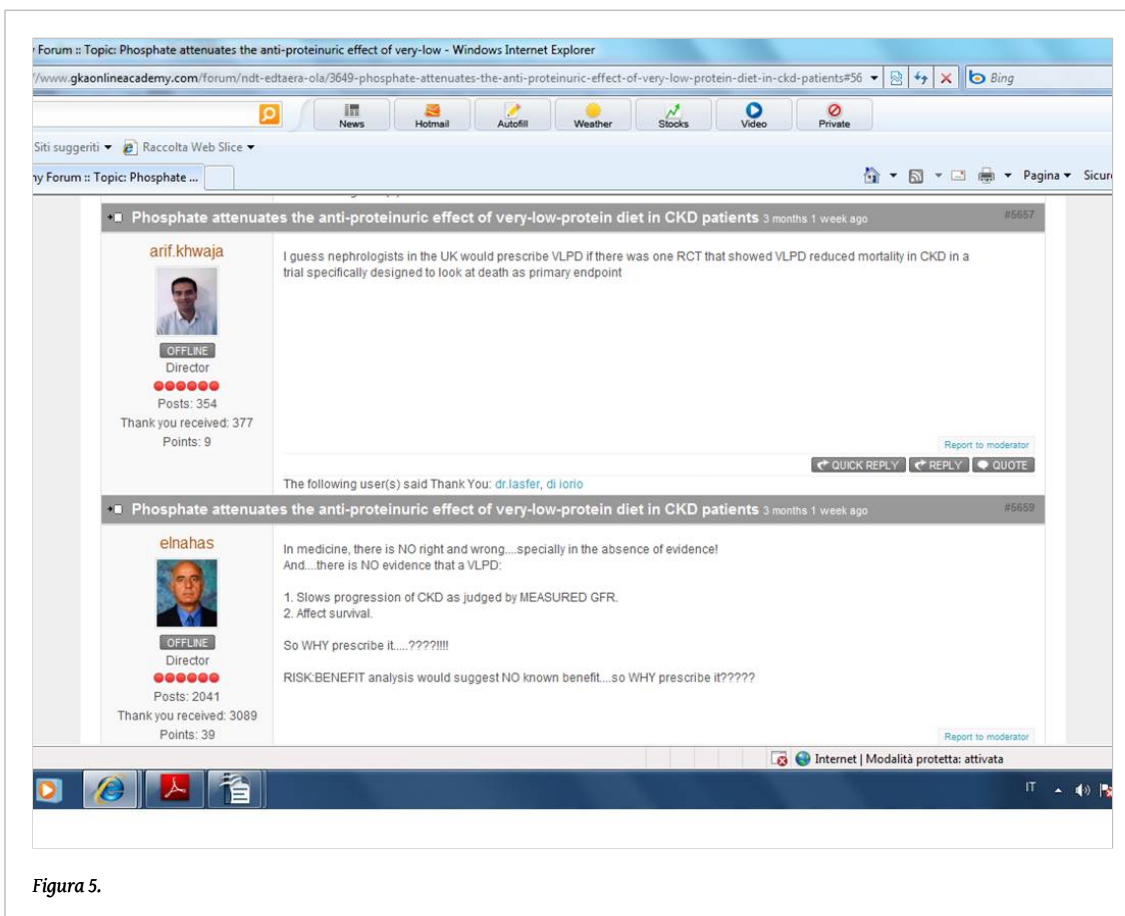 Forum :: Topic: Phosphate attenuates the anti-proteinuric effect of very-low - Windows Internet Explorer
/www.gkaonlineacademy.com/forum/ndt-edtaera-ola/3649-phosphate-attenuates-the-anti-proteinuric-effect-of-very-low-protein-diet-in-ckd-patients#56
Bing
News Hotmail Autofill Weather Stocks Video Private
Siti suggeriti Raccolta Web Slice
ny Forum :: Topic: Phosphate ...
Pagina Sicur
Phosphate attenuates the anti-proteinuric effect of very-low-protein diet in CKD patients 3 months 1 week ago #5657
arif.khwaja
OFFLINE
Director
Posts: 354
Thank you received: 377
Points: 9
I guess nephrologists in the UK would prescribe VLPD if there was one RCT that showed VLPD reduced mortality in CKD in a
trial specifically designed to look at death as primary endpoint
Report to moderator
QUICK REPLY REPLY QUOTE
The following user(s) said Thank You: dr.lasfer, di iorio
Phosphate attenuates the anti-proteinuric effect of very-low-protein diet in CKD patients 3 months 1 week ago #5659
elnahas
OFFLINE
Director
Posts: 2041
Thank you received: 3089
Points: 39
In medicine, there is NO right and wrong....specially in the absence of evidence!
And....there is NO evidence that a VLPD:
1. Slows progression of CKD as judged by MEASURED GFR.
2. Affect survival.
So WHY prescribe it.....????!!!!
RISK:BENEFIT analysis would suggest NO known benefit....so WHY prescribe it?????
Report to moderator
Internet | Modalità protetta: attivata
IT
Figura 5.